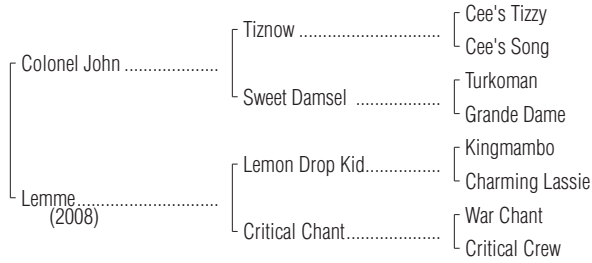 Cee's Tizzy
Tiznow
Cee's Song
Colonel John
Turkoman
Sweet Damsel
Grande Dame
Kingmambo
Lemon Drop Kid
Charming Lassie
Lemme
(2008)
War Chant
Critical Chant
Critical Crew